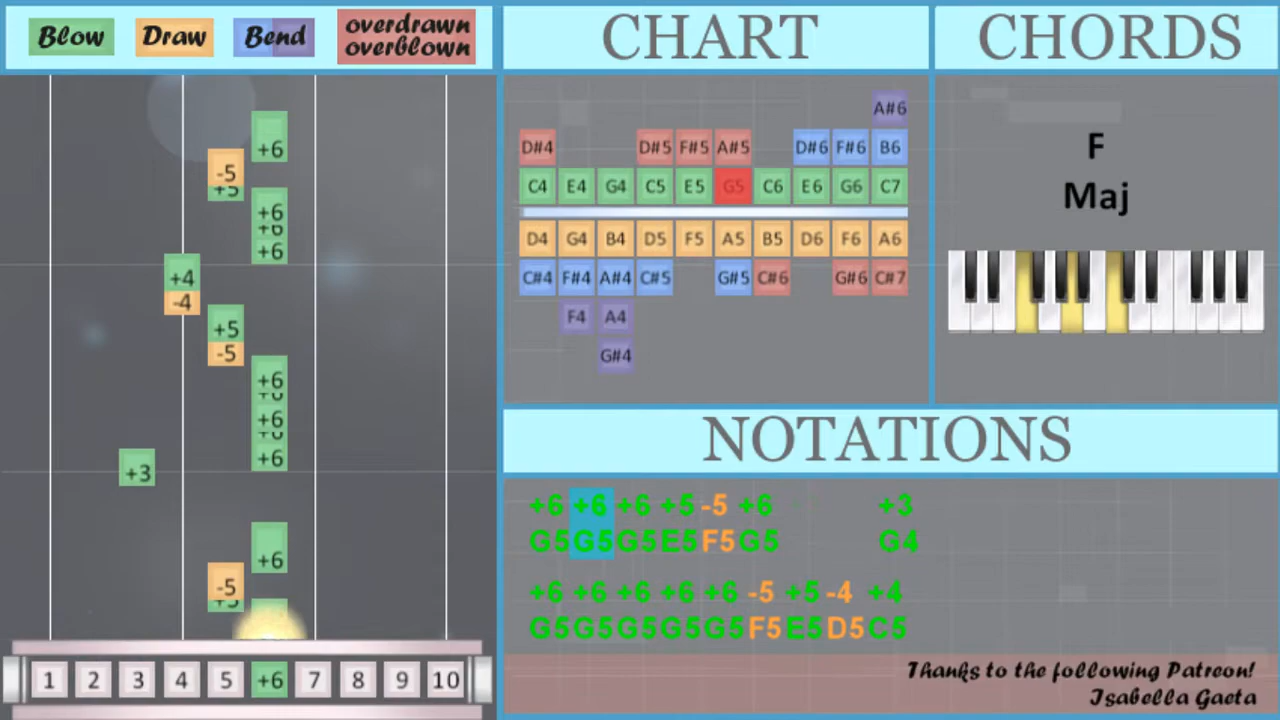 Blow Draw Bend overdrawn
overblown
CHART
CHORDS
+6
-5
+5
+6
+6
+6
+4
-4
+5
-5
+6
+6
+6
+6
+6
+3
+6
-5
+5
1 2 3 4 5 +6 7 8 9 10
A#6
D#4 D#5 F#5 A#5 D#6 F#6 B6
C4 E4 G4 C5 E5 G5 C6 E6 G6 C7
D4 G4 B4 D5 F5 A5 B5 D6 F6 A6
C#4 F#4 A#4 C#5 G#5 C#6 G#6 C#7
F4 A4
G#4
F
Maj
NOTATIONS
+6 +6 +6 +5 -5 +6 +3
G5 G5 G5 E5 F5 G5 G4
+6 +6 +6 +6 +6 -5 +5 -4 +4
G5 G5 G5 G5 G5 F5 E5 D5 C5
Thanks to the following Patreon!
Isabella Gaeta